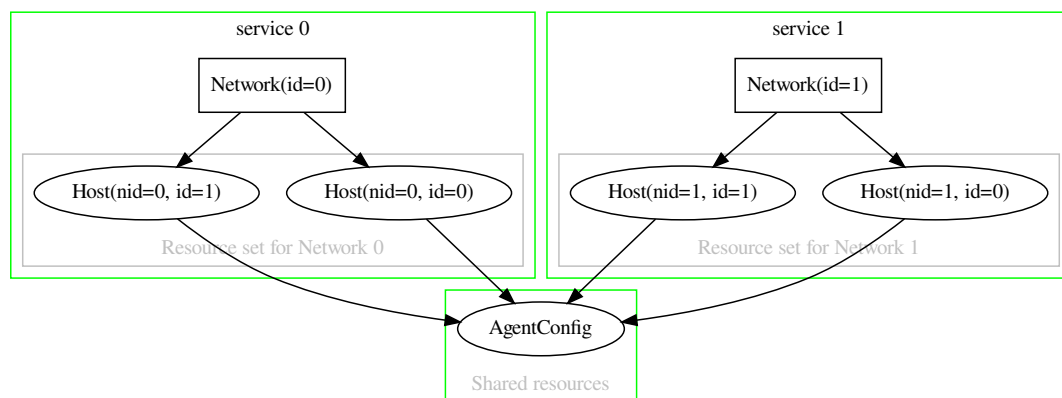 service 0
service 1
Network(id=0)
Network(id=1)
Host(nid=0, id=1)
Host(nid=0, id=0)
Host(nid=1, id=1)
Host(nid=1, id=0)
Resource set for Network 0
Resource set for Network 1
AgentConfig
Shared resources